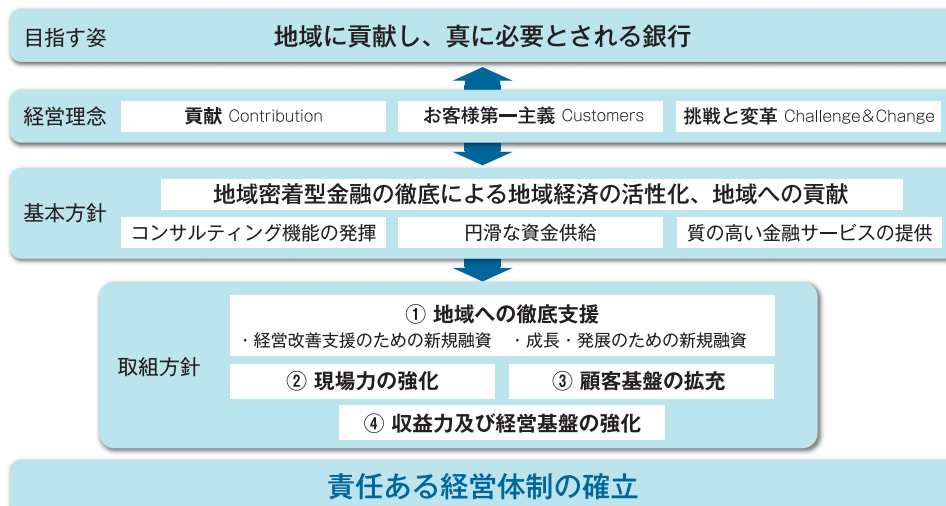 目指す姿
地域に貢献し、真に必要とされる銀行
経営理念
貢献 Contribution
お客様第一主義 Customers
挑戦と変革 Challenge＆Change
基本方針
地域密着型金融の徹底による地域経済の活性化、地域への貢献
コンサルティング機能の発揮
円滑な資金供給
質の高い金融サービスの提供
取組方針
① 地域への徹底支援
・経営改善支援のための新規融資　・成長・発展のための新規融資
② 現場力の強化
③ 顧客基盤の拡充
④ 収益力及び経営基盤の強化
責任ある経営体制の確立